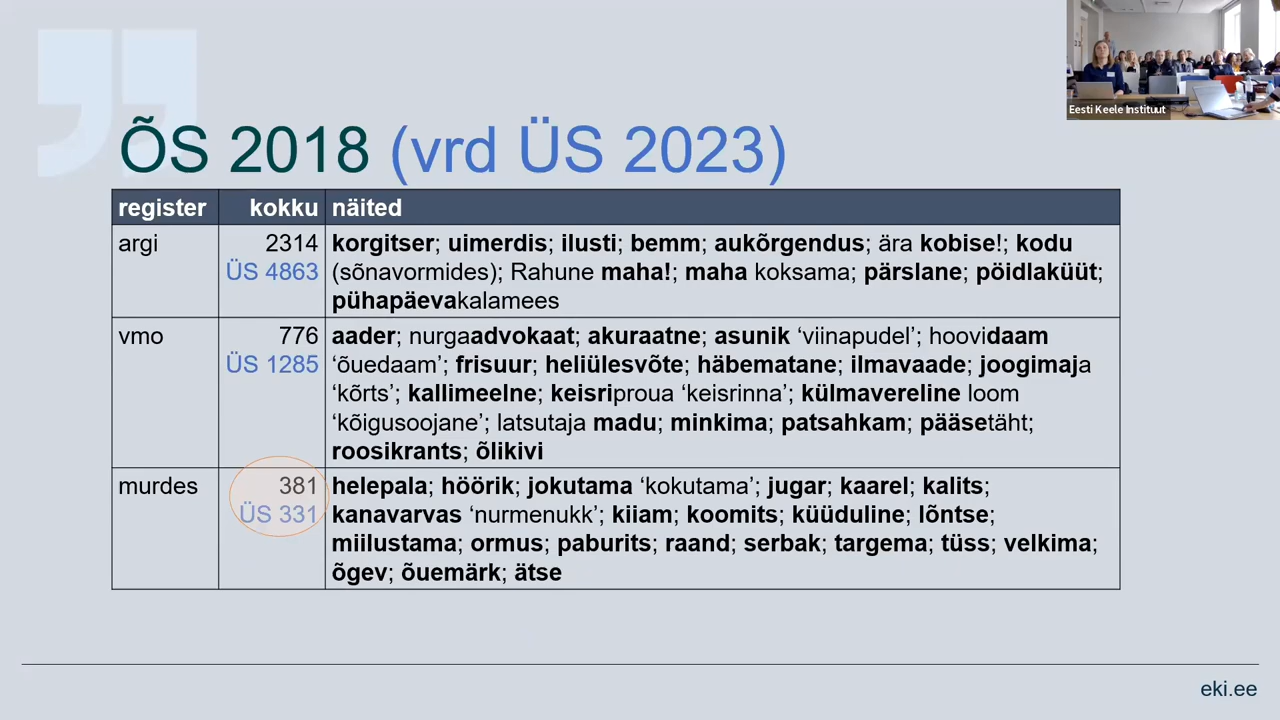 Eesti Keele Instituut
ÕS 2018 (vrd ÜS 2023)
register kokku näited
argi 2314 korgitser; uimerdis; ilusti; bemm; aukõrgendus; ära kobise!; kodu
ÜS 4863 (sõnavormides); Rahune maha!; maha koksama; pärslane; pöidlaküüt;
pühapäevakalamees
vmo 776 aader; nurgaadvokaat; akuraatne; asunik ‘viinapudel’; hoovidaam
ÜS 1285 ‘õuedaam’; frisuur; heliülesvõte; häbematane; ilmavaade; joogimaja
‘kõrts’; kallimeelne; keisriproua ‘keisrinna’; külmavereline loom
‘kõigusoojane’; latsutaja madu; minkima; patsahkam; pääsetäht;
roosikrants; õlikivi
murdes 381 helepala; höörik; jokutama ‘kokutama’; jugar; kaarel; kalits;
ÜS 331 kanavarvas ‘nurmenukk’; kiiam; koomits; küüduline; lõntse;
miilustama; ormus; paburits; raand; serbak; targema; tüss; velkima;
õgev; õuemärk; ätse
eki.ee